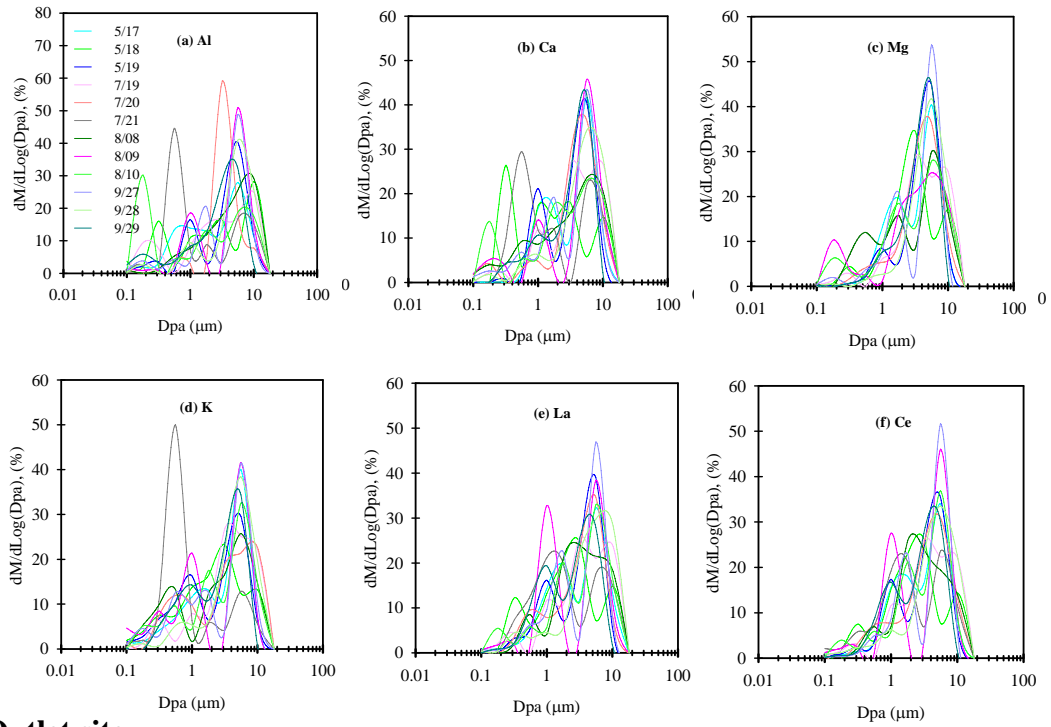 (a) Al
dM/dLog(Dpa), (%)
80
70
60
50
40
30
20
10
0
5/17
5/18
5/19
7/19
7/20
7/21
8/08
8/09
8/10
9/27
9/28
9/29
0.01 0.1 1 10 100
Dpa (μm)
0
(b) Ca
dM/dLog(Dpa), (%)
60
50
40
30
20
10
0
0.01 0.1 1 10 100
Dpa (μm)
(c) Mg
dM/dLog(Dpa), (%)
60
50
40
30
20
10
0
0.01 0.1 1 10 100
Dpa (μm)
0
(d) K
dM/dLog(Dpa), (%)
60
50
40
30
20
10
0
0.01 0.1 1 10 100
Dpa (μm)
(e) La
dM/dLog(Dpa), (%)
60
50
40
30
20
10
0
0.01 0.1 1 10 100
Dpa (μm)
(f) Ce
dM/dLog(Dpa), (%)
60
50
40
30
20
10
0
0.01 0.1 1 10 100
Dpa (μm)